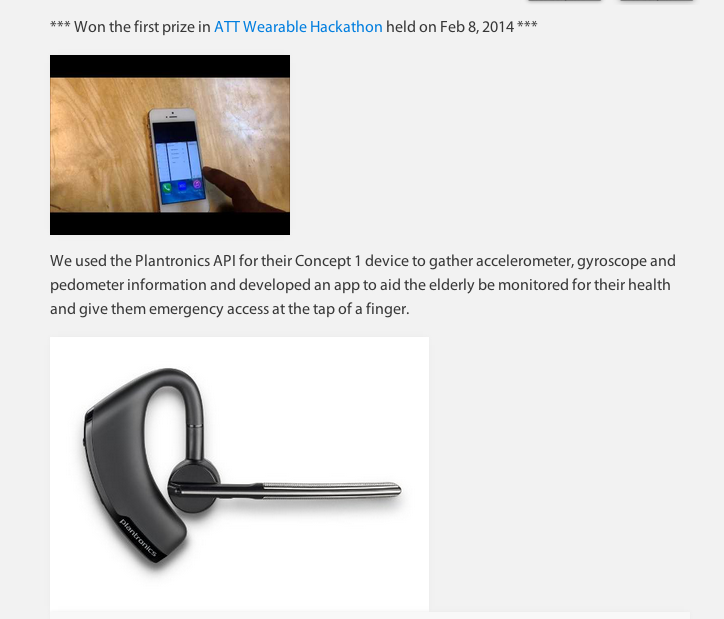 *** Won the first prize in ATT Wearable Hackathon held on Feb 8, 2014 ***
We used the Plantronics API for their Concept 1 device to gather accelerometer, gyroscope and
pedometer information and developed an app to aid the elderly be monitored for their health
and give them emergency access at the tap of a finger.
plantronics